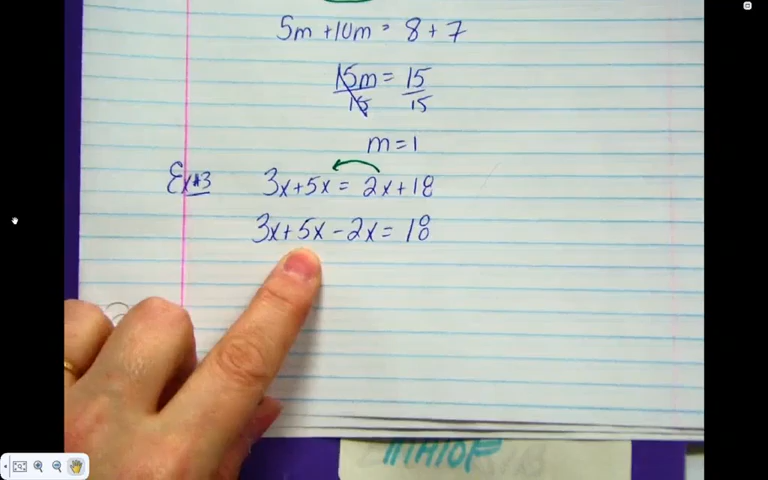 5m + 10m = 8 + 7
15m = 15
15 15
m = 1
Ex#3 3x + 5x = 2x + 18
3x + 5x - 2x = 18